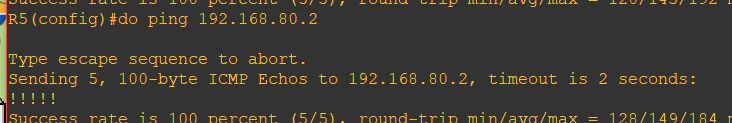 Success rate is 100 percent (5/5), round-trip min/avg/max = 120/145/192
R5(config)#do ping 192.168.80.2
Type escape sequence to abort.
Sending 5, 100-byte ICMP Echos to 192.168.80.2, timeout is 2 seconds:
!!!!!
Success rate is 100 percent (5/5), round-trip min/avg/max = 128/149/184